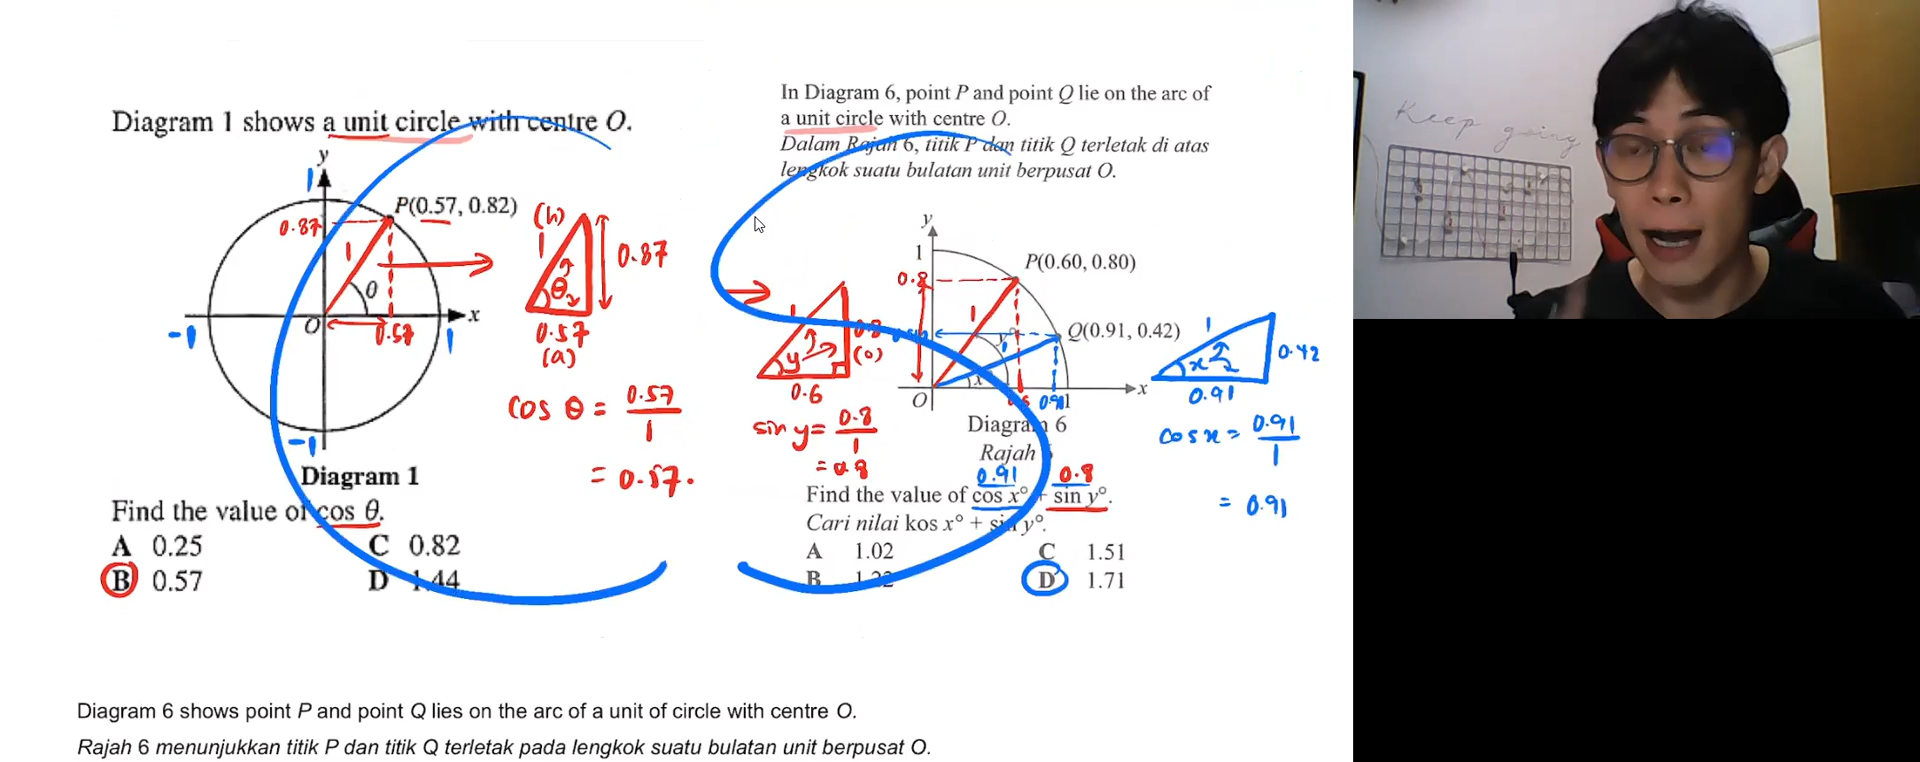 Diagram 1 shows a unit circle with centre O.
y
1
P(0.57, 0.82)
0.87
1
θ
O
0.57
x
-1
1
-1
(h)
1
0.87
θ
0.57
(a)
cos θ = 0.57
1
= 0.57.
Diagram 1
Find the value of cos θ.
A 0.25
C 0.82
B 0.57
D 1.44
In Diagram 6, point P and point Q lie on the arc of
a unit circle with centre O.
Dalam Rajah 6, titik P dan titik Q terletak di atas
lengkok suatu bulatan unit berpusat O.
y
1
P(0.60, 0.80)
0.8
1
Q(0.91, 0.42)
y
x
O
0.91
1
x
1
y
0.8
(o)
0.6
sin y = 0.8
1
= 0.8
1
x
0.42
0.91
cos x = 0.91
1
= 0.91
Diagram 6
Rajah
0.91
0.8
Find the value of cos x° + sin y°.
Cari nilai kos x° + sin y°.
A 1.02
C 1.51
B 1.22
D 1.71
Diagram 6 shows point P and point Q lies on the arc of a unit of circle with centre O.
Rajah 6 menunjukkan titik P dan titik Q terletak pada lengkok suatu bulatan unit berpusat O.
Keep going